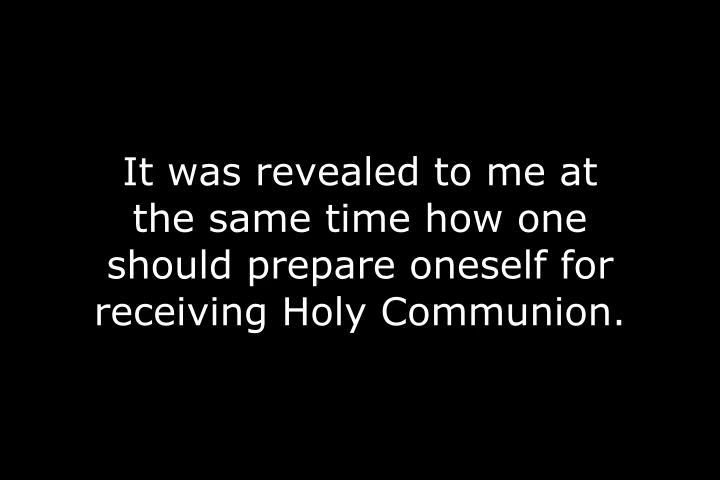 It was revealed to me at
the same time how one
should prepare oneself for
receiving Holy Communion.